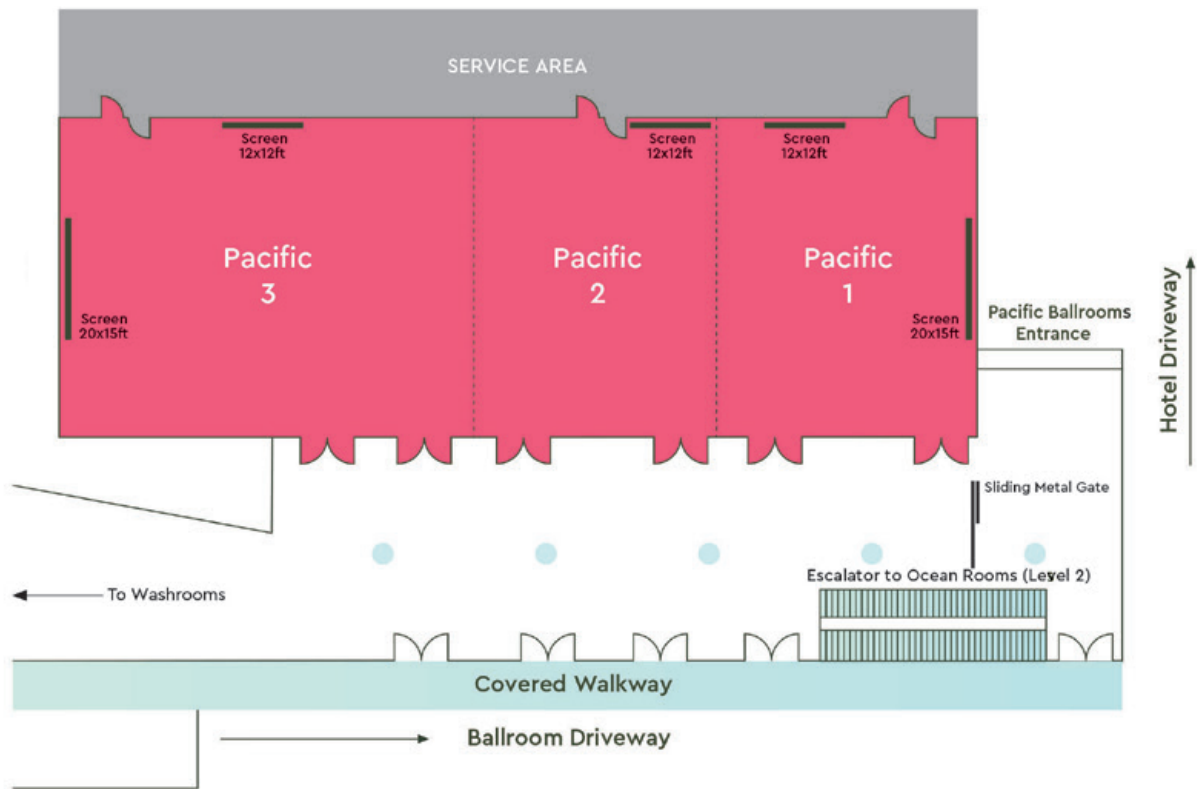 SERVICE AREA
Screen
12x12ft
Screen
12x12ft
Screen
12x12ft
Pacific
3
Pacific
2
Pacific
1
Screen
20x15ft
Screen
20x15ft
Pacific Ballrooms
Entrance
Hotel Driveway
Sliding Metal Gate
Escalator to Ocean Rooms (Level 2)
To Washrooms
Covered Walkway
Ballroom Driveway